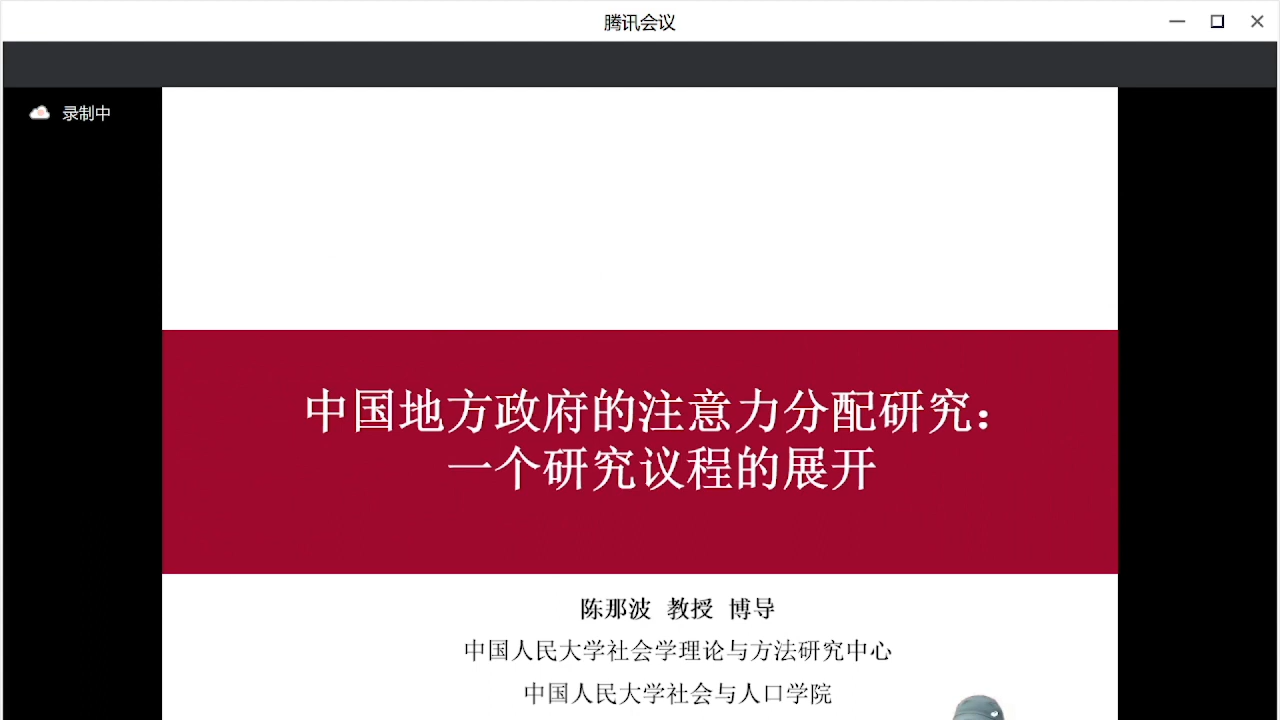 腾讯会议
录制中
中国地方政府的注意力分配研究：
一个研究议程的展开
陈那波 教授 博导
中国人民大学社会学理论与方法研究中心
中国人民大学社会与人口学院